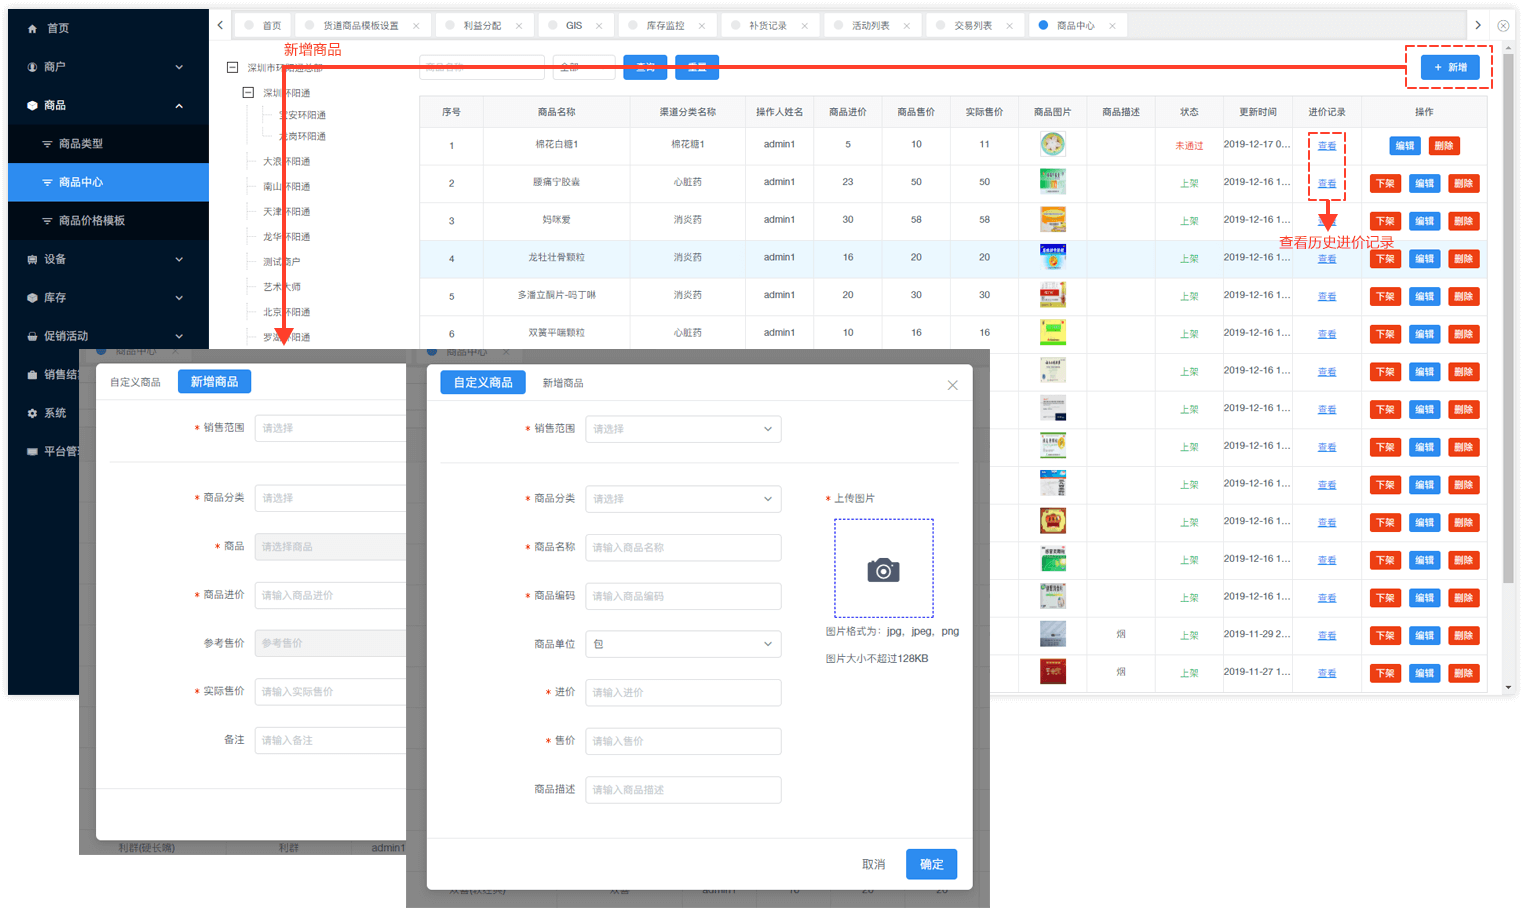 首页
首页
货道商品模板设置
利益分配
GIS
库存监控
补货记录
活动列表
交易列表
商品中心
新增商品
商户
商品
商品类型
商品中心
商品价格模板
设备
库存
促销活动
系统
深圳市环阳通总部
全部
+ 新增
深圳环阳通
宝安环阳通
龙岗环阳通
大浪环阳通
南山环阳通
天津环阳通
龙华环阳通
测试商户
艺术大师
北京环阳通
序号 商品名称 渠道分类名称 操作人姓名 商品进价 商品售价 实际售价 商品图片 商品描述 状态 更新时间 进价记录 操作
1 棉花白糖1 棉花糖1 admin1 5 10 11 未通过 2019-12-17 0... 查看 编辑 删除
2 腰痛宁胶囊 心脏药 admin1 23 50 50 上架 2019-12-16 1... 查看 下架 编辑 删除
3 妈咪爱 消炎药 admin1 30 58 58 上架 2019-12-16 1... 下架 编辑 删除
查看历史进价记录
4 龙牡壮骨颗粒 消炎药 admin1 16 20 20 上架 2019-12-16 1... 查看 下架 编辑 删除
5 多潘立酮片-吗丁啉 消炎药 admin1 20 30 30 上架 2019-12-16 1... 查看 下架 编辑 删除
6 双黄平喘颗粒 心脏药 admin1 10 16 16 上架 2019-12-16 1... 查看 下架 编辑 删除
上架 2019-12-16 1... 查看 下架 编辑 删除
上架 2019-12-16 1... 查看 下架 编辑 删除
上架 2019-12-16 1... 查看 下架 编辑 删除
上架 2019-12-16 1... 查看 下架 编辑 删除
上架 2019-12-16 1... 查看 下架 编辑 删除
上架 2019-12-16 1... 查看 下架 编辑 删除
上架 2019-12-16 1... 查看 下架 编辑 删除
烟 上架 2019-11-29 2... 查看 下架 编辑 删除
烟 上架 2019-11-27 1... 查看 下架 编辑 删除
商品中心
自定义商品 新增商品
* 销售范围 请选择
* 商品分类 请选择
* 商品 请选择商品
* 商品进价 请输入商品进价
参考售价 参考售价
* 实际售价 请输入实际售价
备注 请输入备注
利群(硬长嘴) 利群 admin1
商品中心
自定义商品 新增商品
* 销售范围 请选择
* 商品分类 请选择
* 商品名称 请输入商品名称
* 商品编码 请输入商品编码
商品单位 包
* 进价 请输入进价
* 售价 请输入售价
商品描述 请输入商品描述
* 上传图片
图片格式为：jpg，jpeg，png
图片大小不超过128KB
取消 确定